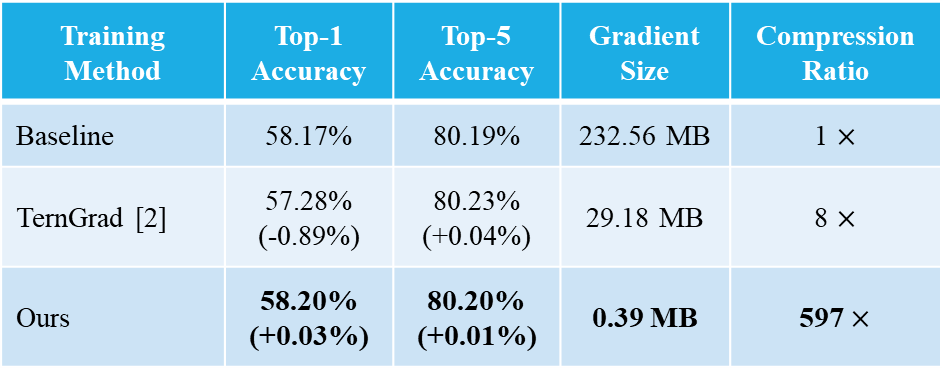 Training Method Top-1 Accuracy Top-5 Accuracy Gradient Size Compression Ratio
Baseline 58.17% 80.19% 232.56 MB 1 ×
TernGrad [2] 57.28% (-0.89%) 80.23% (+0.04%) 29.18 MB 8 ×
Ours 58.20% (+0.03%) 80.20% (+0.01%) 0.39 MB 597 ×